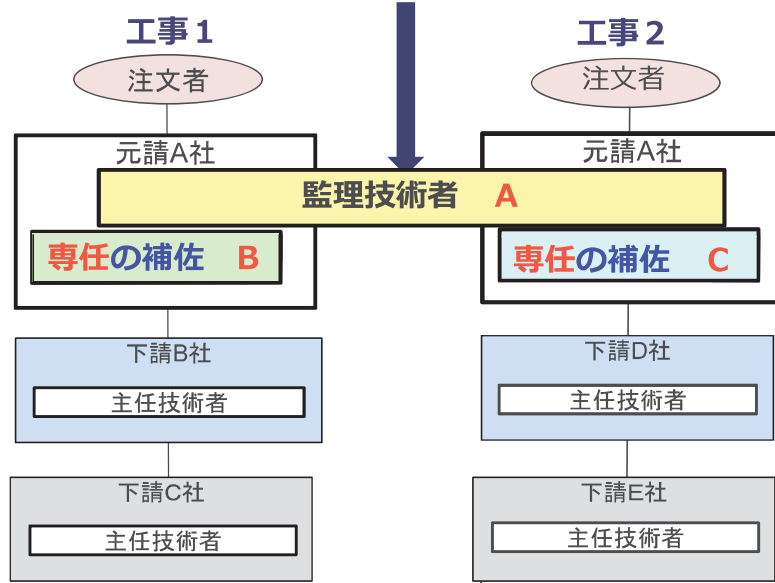 工事1
注文者
元請A社
監理技術者 A
専任の補佐 B
下請B社
主任技術者
下請C社
主任技術者
工事2
注文者
元請A社
専任の補佐 C
下請D社
主任技術者
下請E社
主任技術者